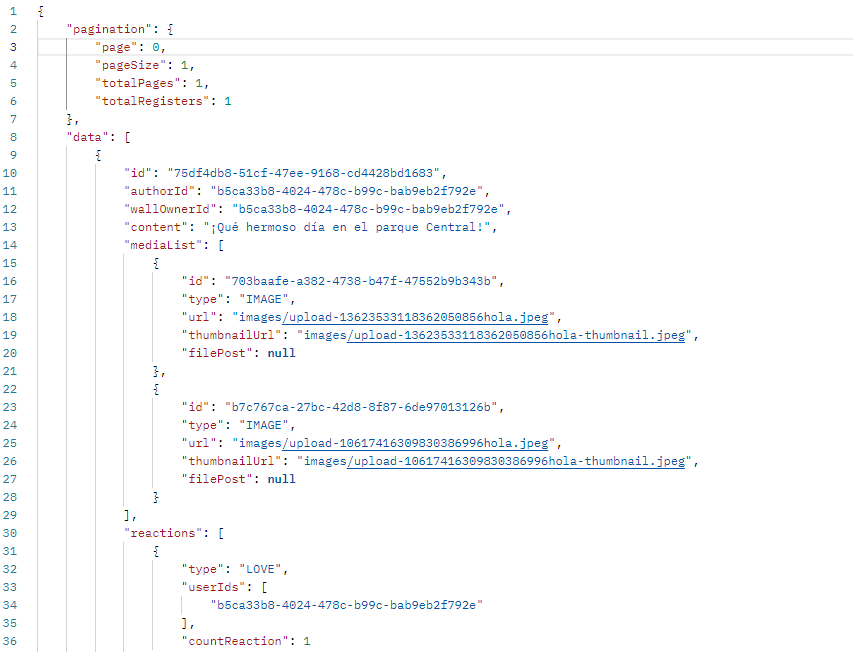 1 {
2 "pagination": {
3 "page": 0,
4 "pageSize": 1,
5 "totalPages": 1,
6 "totalRegisters": 1
7 },
8 "data": [
9 {
10 "id": "75df4db8-51cf-47ee-9168-cd4428bd1683",
11 "authorId": "b5ca33b8-4024-478c-b99c-bab9eb2f792e",
12 "wallOwnerId": "b5ca33b8-4024-478c-b99c-bab9eb2f792e",
13 "content": "¡Qué hermoso día en el parque Central!",
14 "mediaList": [
15 {
16 "id": "703baafe-a382-4738-b47f-47552b9b343b",
17 "type": "IMAGE",
18 "url": "images/upload-13623533118362050856hola.jpeg",
19 "thumbnailUrl": "images/upload-13623533118362050856hola-thumbnail.jpeg",
20 "filePost": null
21 },
22 {
23 "id": "b7c767ca-27bc-42d8-8f87-6de97013126b",
24 "type": "IMAGE",
25 "url": "images/upload-10617416309830386996hola.jpeg",
26 "thumbnailUrl": "images/upload-10617416309830386996hola-thumbnail.jpeg",
27 "filePost": null
28 }
29 ],
30 "reactions": [
31 {
32 "type": "LOVE",
33 "userIds": [
34 "b5ca33b8-4024-478c-b99c-bab9eb2f792e"
35 ],
36 "countReaction": 1